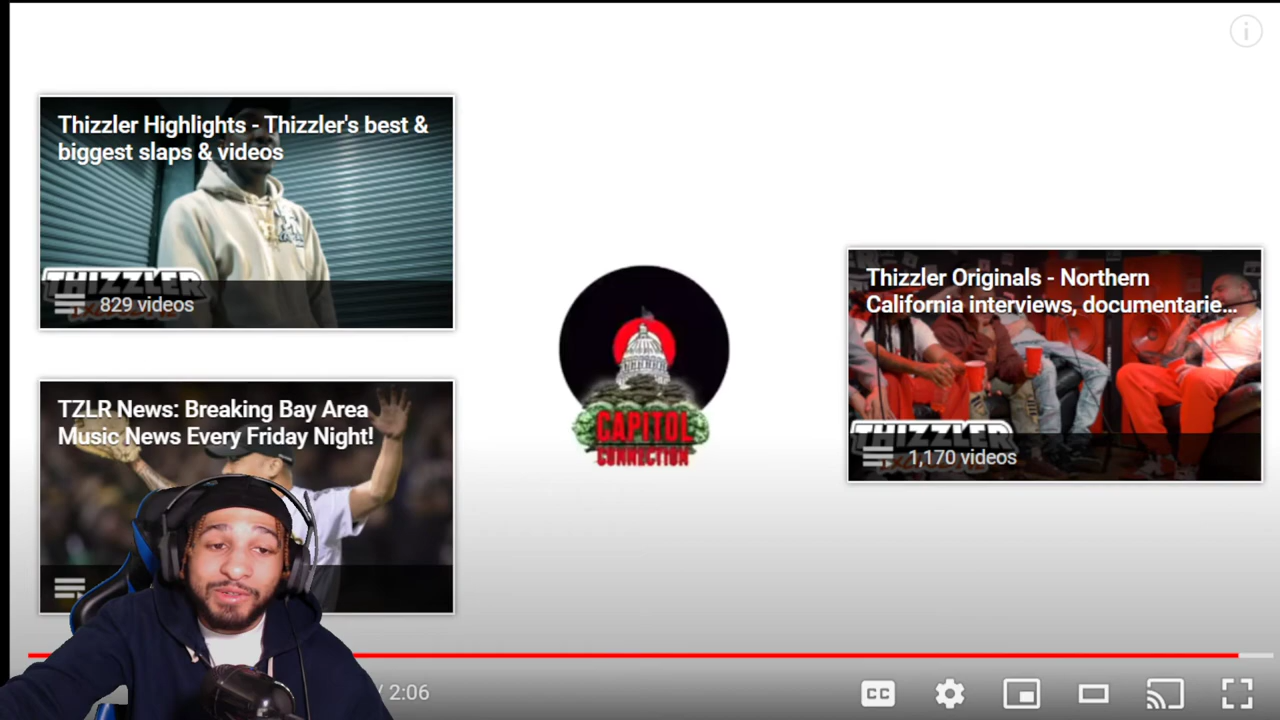 Thizzler Highlights - Thizzler's best &
biggest slaps & videos
THIZZLER
829 videos
TZLR News: Breaking Bay Area
Music News Every Friday Night!
CAPITOL
CONNECTION
Thizzler Originals - Northern
California interviews, documentarie...
THIZZLER
1,170 videos
/ 2:06
CC